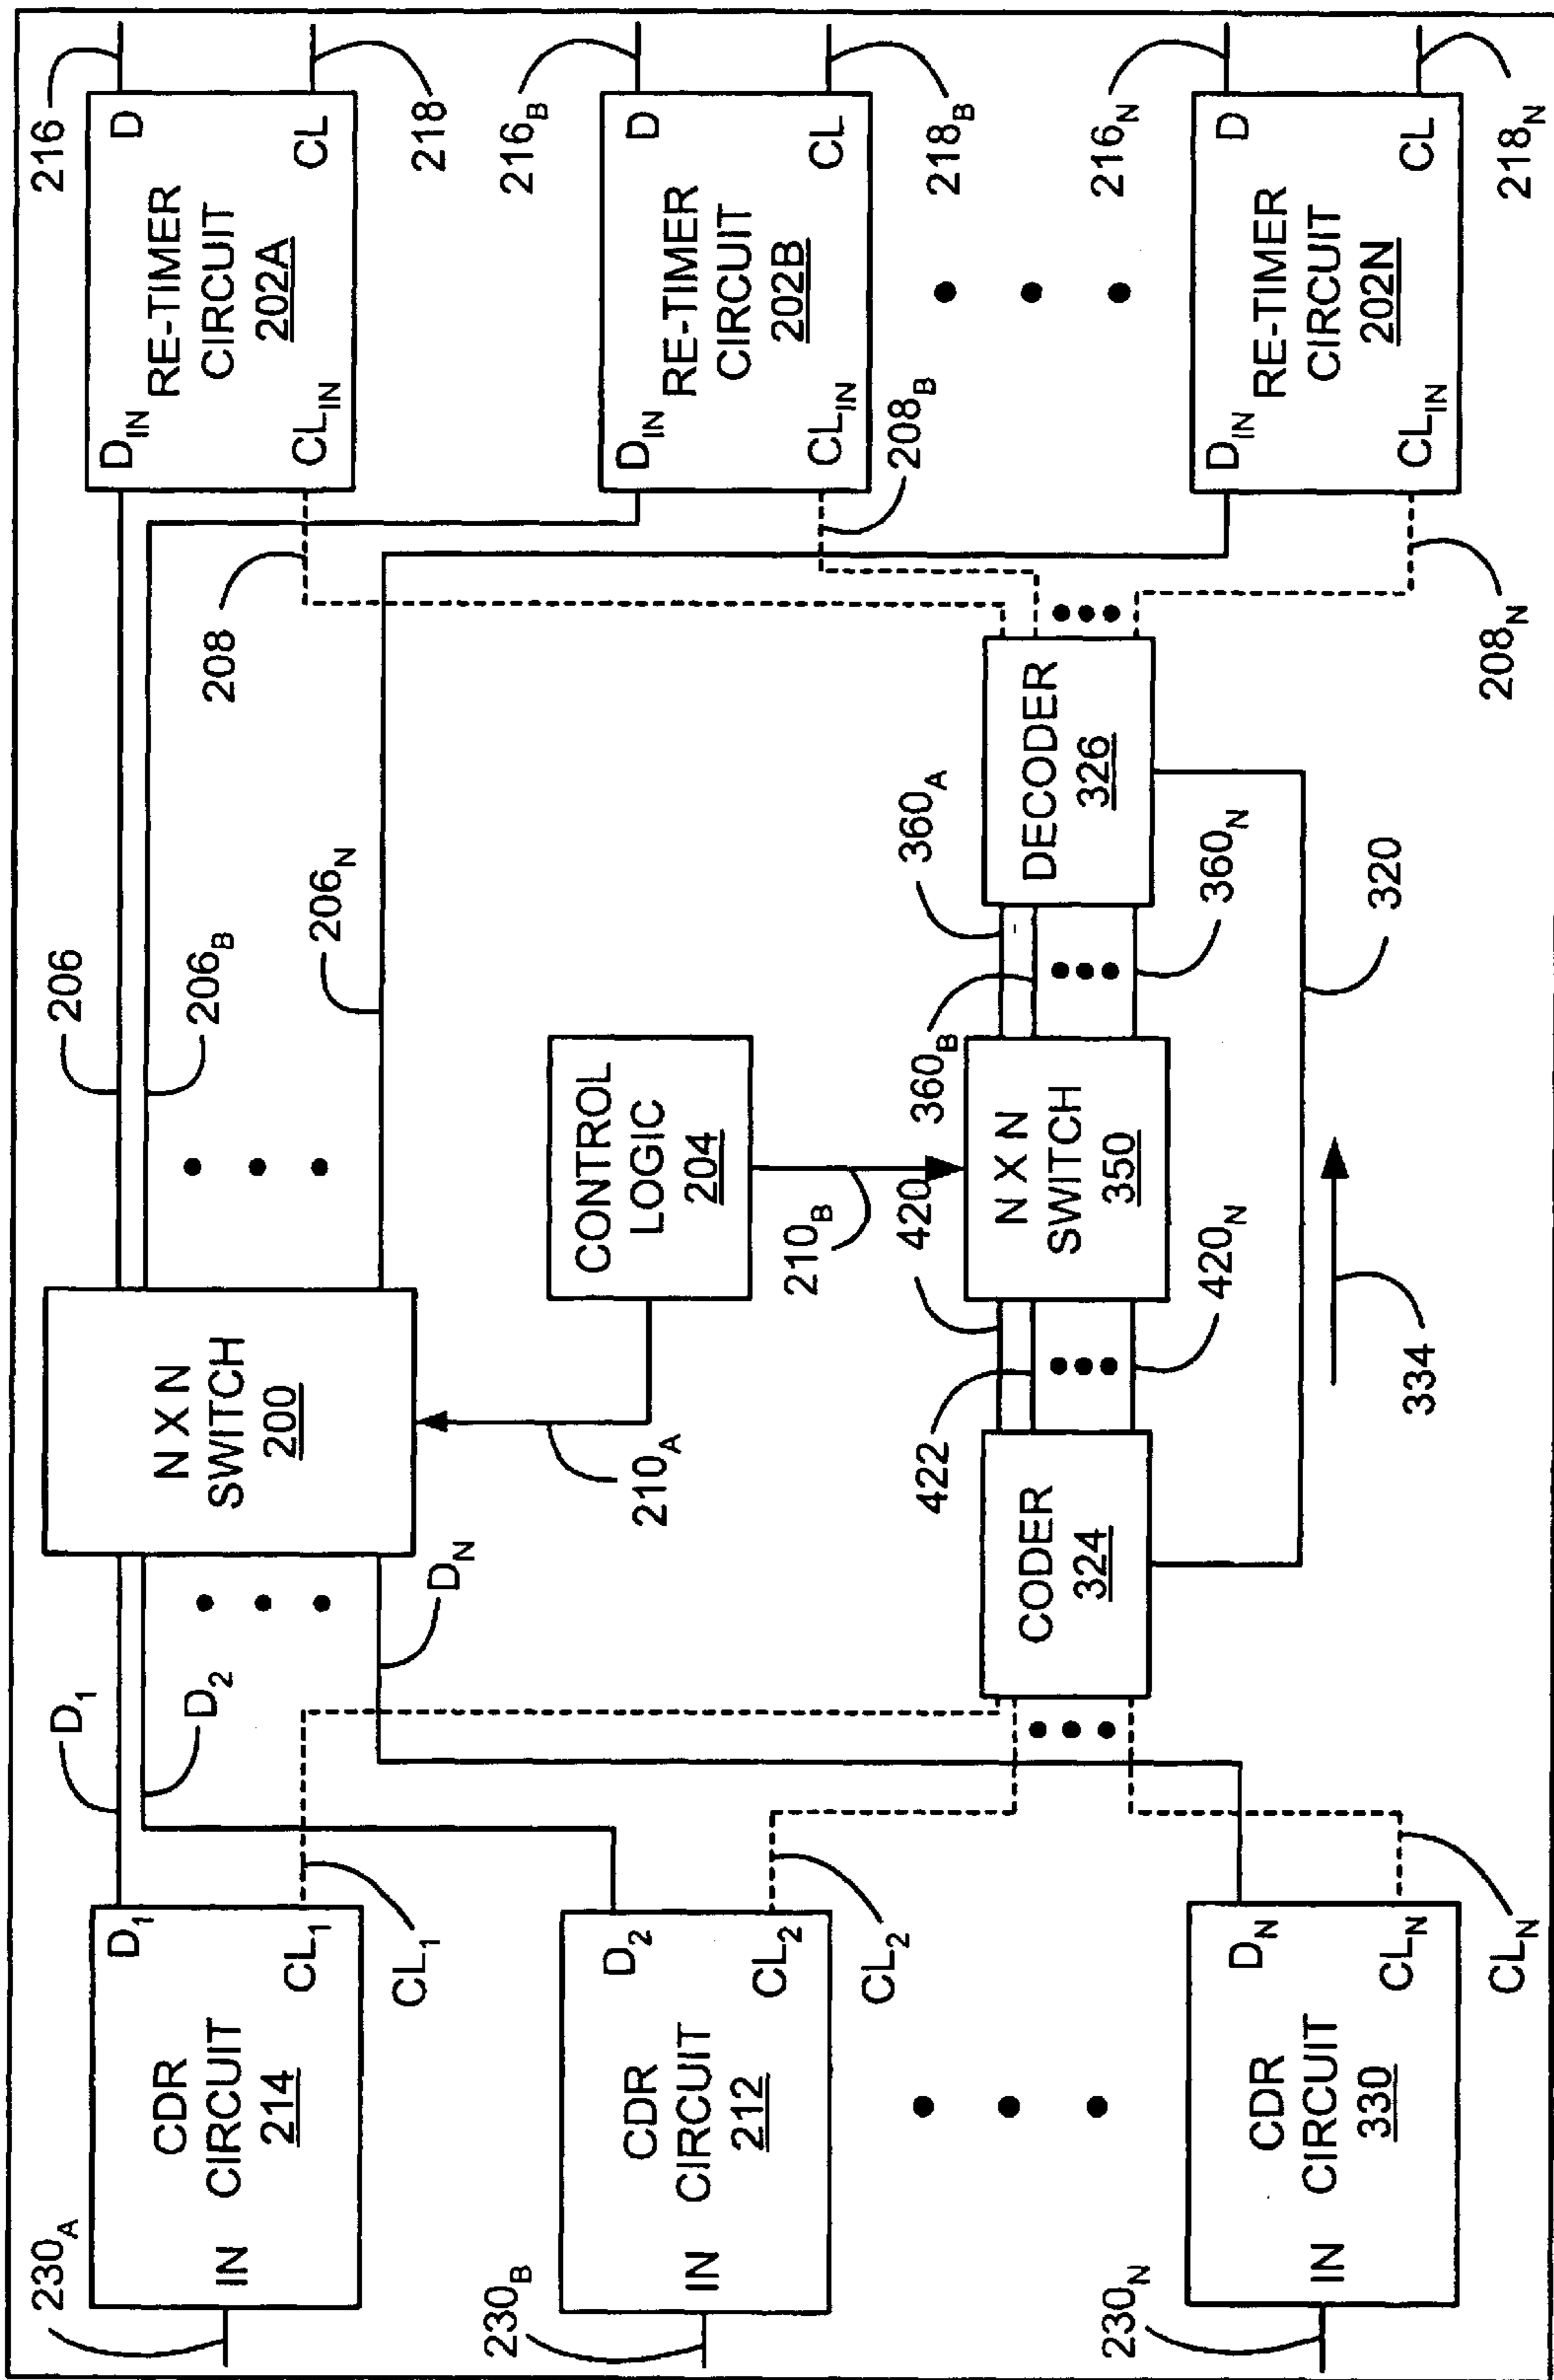 230A
IN
CDR
CIRCUIT
214
D1
CL1
CL1
D1
D2
230B
IN
CDR
CIRCUIT
212
D2
CL2
CL2
230N
IN
CDR
CIRCUIT
330
DN
CLN
CLN
DN
N X N
SWITCH
200
210A
CONTROL
LOGIC
204
210B
CODER
324
422
420
420N
N X N
SWITCH
350
360B
360A
360N
DECODER
326
320
334
206
206B
206N
208
208B
208N
DIN
CLIN
RE-TIMER
CIRCUIT
202A
D
CL
216
218
DIN
CLIN
RE-TIMER
CIRCUIT
202B
D
CL
216B
218B
DIN
CLIN
RE-TIMER
CIRCUIT
202N
D
CL
216N
218N